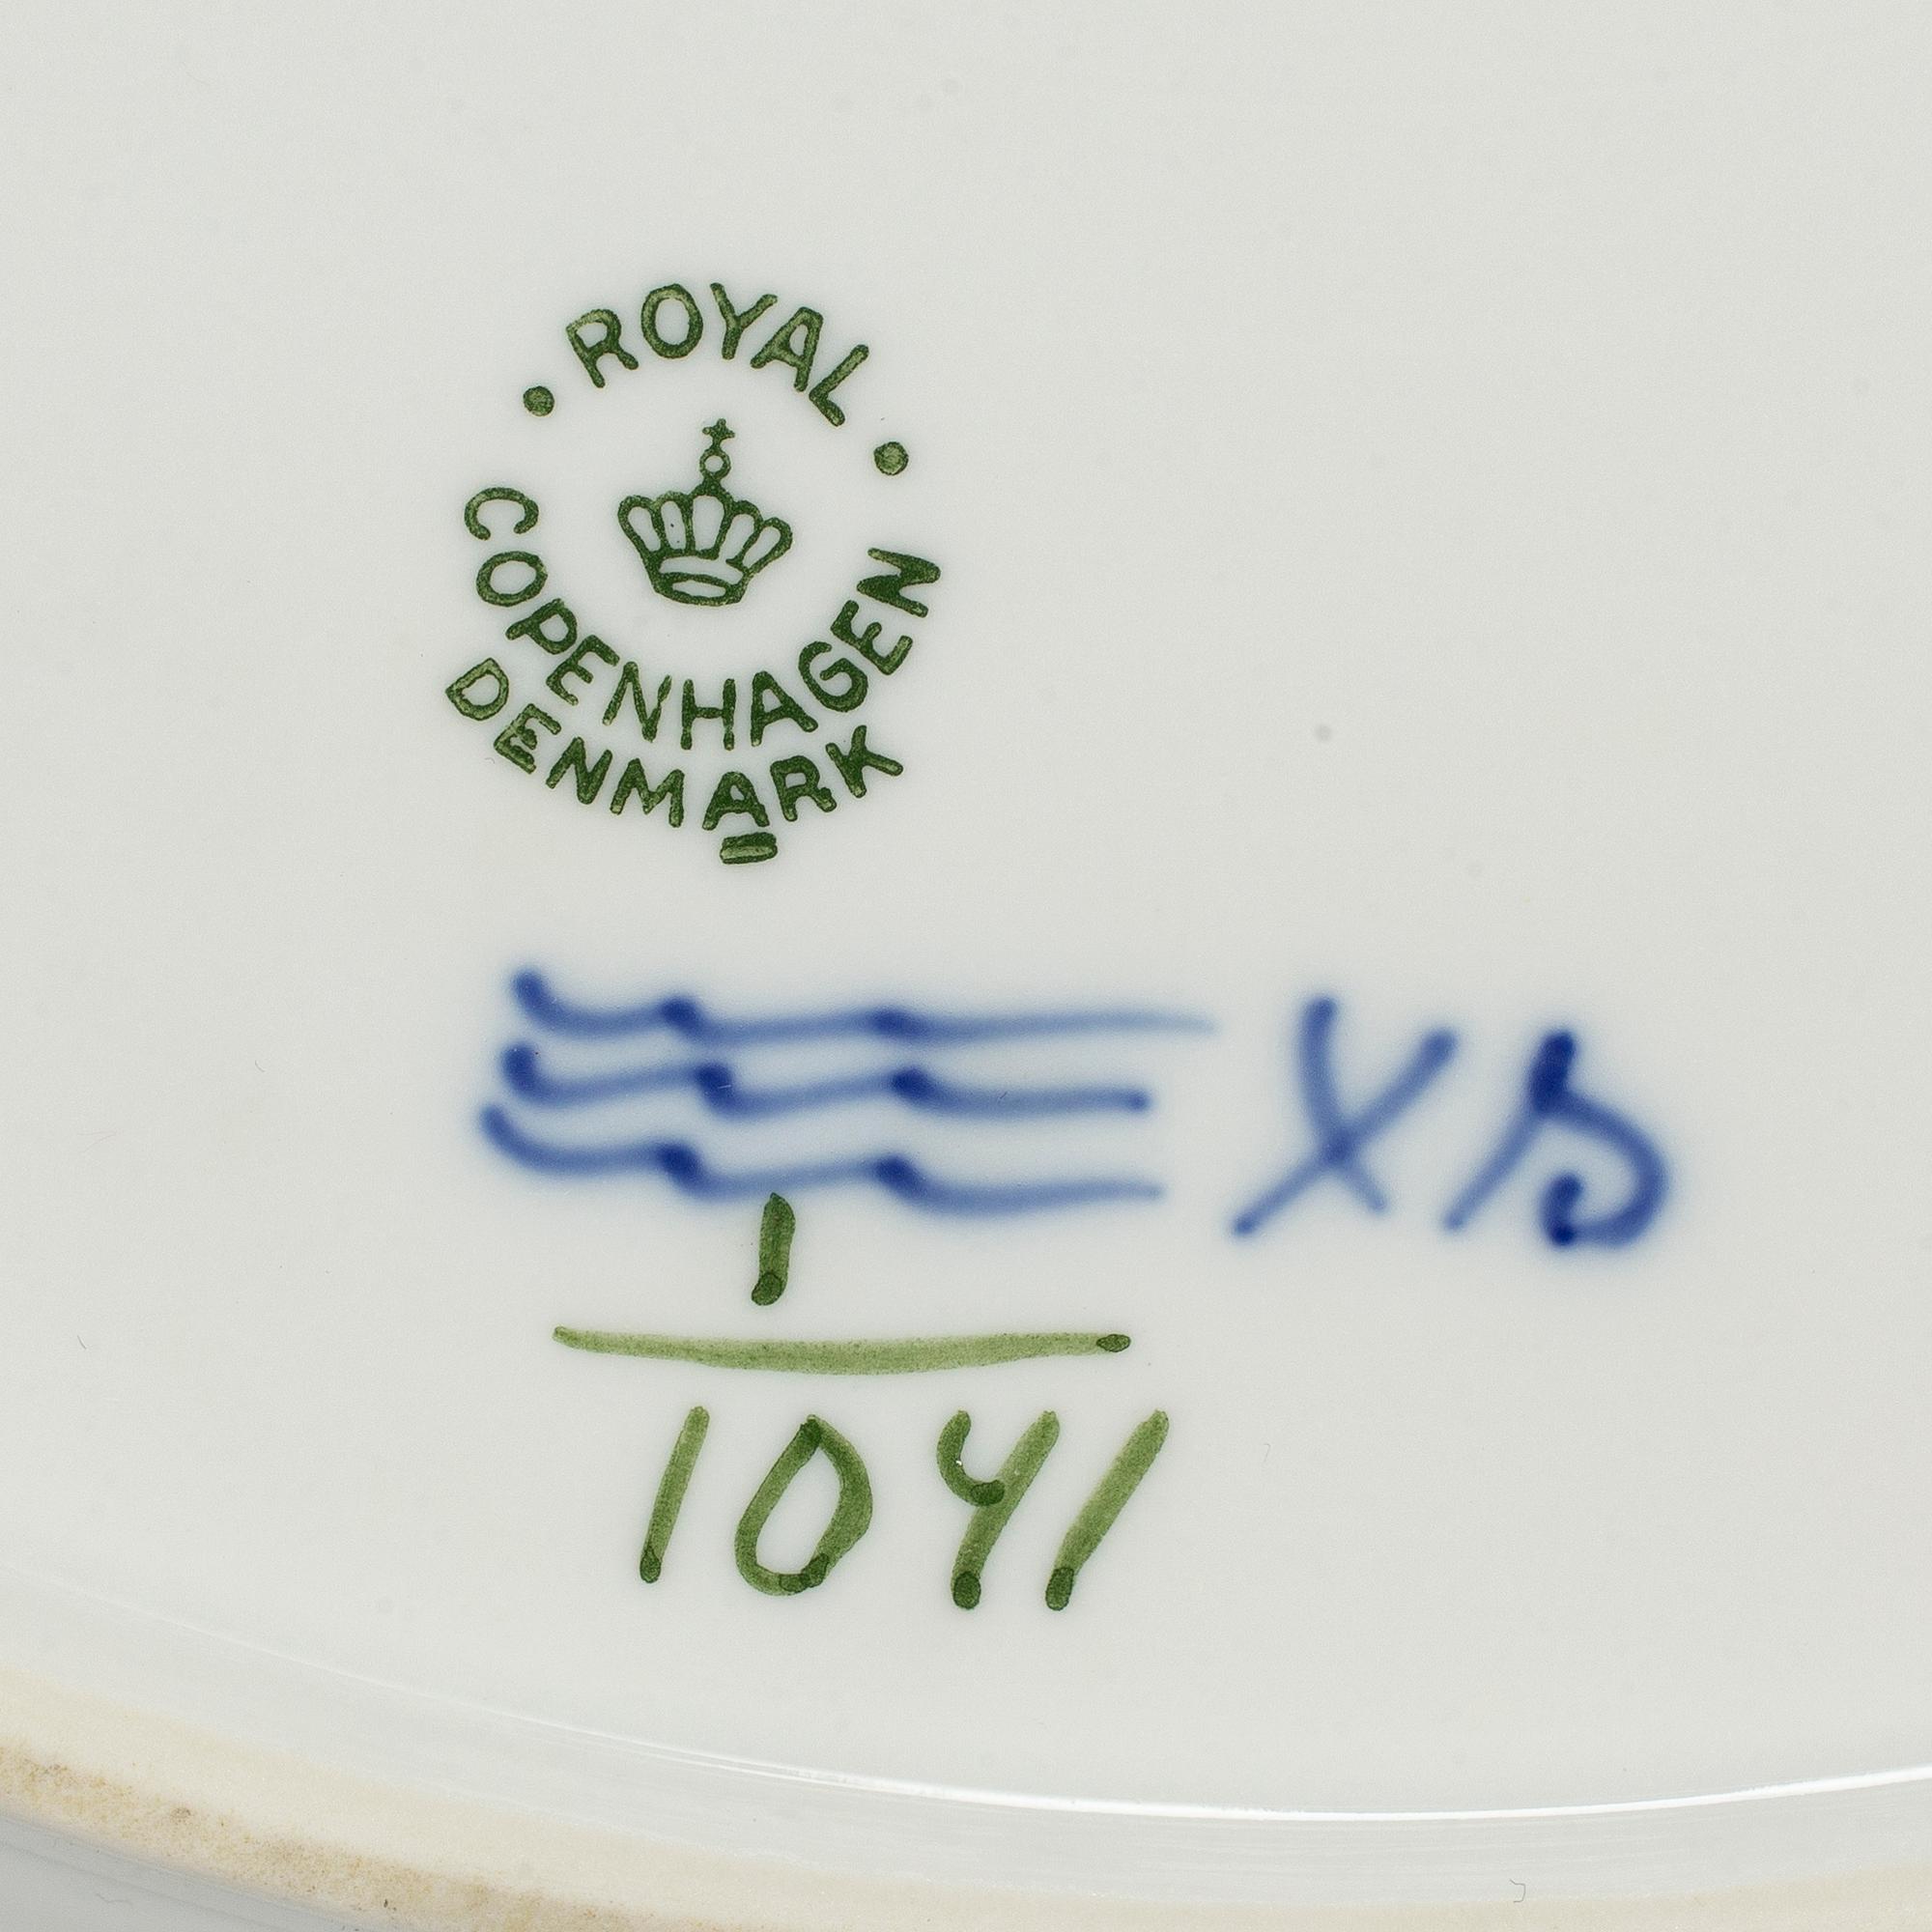 · ROYAL ·
COPENHAGEN
DENMARK
1
1041